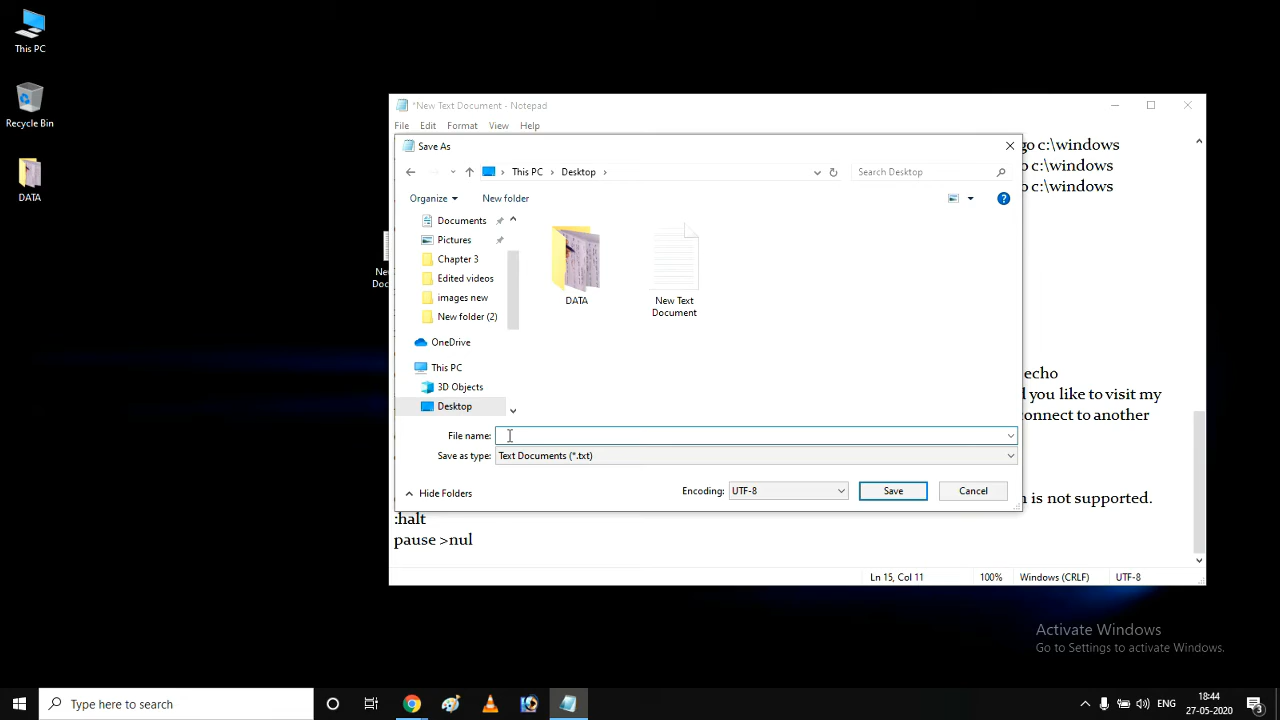 This PC
Recycle Bin
DATA
*New Text Document - Notepad
File Edit Format View Help
go c:\windows
go c:\windows
go c:\windows
echo
d you like to visit my
connect to another
n is not supported.
:halt
pause >nul
Ln 15, Col 11 100% Windows (CRLF) UTF-8
Save As
This PC > Desktop >
Search Desktop
Organize New folder
Documents
Pictures
Chapter 3
Edited videos
images new
New folder (2)
OneDrive
This PC
3D Objects
Desktop
DATA
New Text
Document
File name:
Save as type: Text Documents (*.txt)
Hide Folders
Encoding: UTF-8 Save Cancel
Activate Windows
Go to Settings to activate Windows.
Type here to search
ENG
18:44
27-05-2020
3